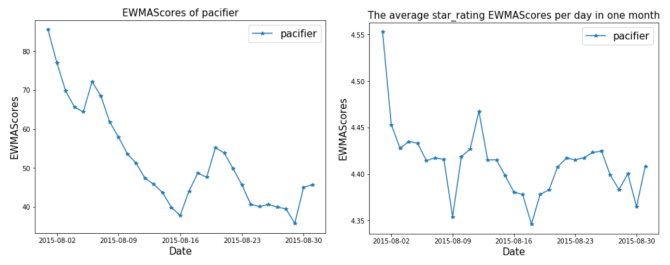 EWMAScores of pacifier
pacifier
80
70
60
50
40
EWMAScores
2015-08-02 2015-08-09 2015-08-16 2015-08-23 2015-08-30
Date
The average star_rating EWMAScores per day in one month
pacifier
4.55
4.50
4.45
4.40
4.35
EWMAScores
2015-08-02 2015-08-09 2015-08-16 2015-08-23 2015-08-30
Date